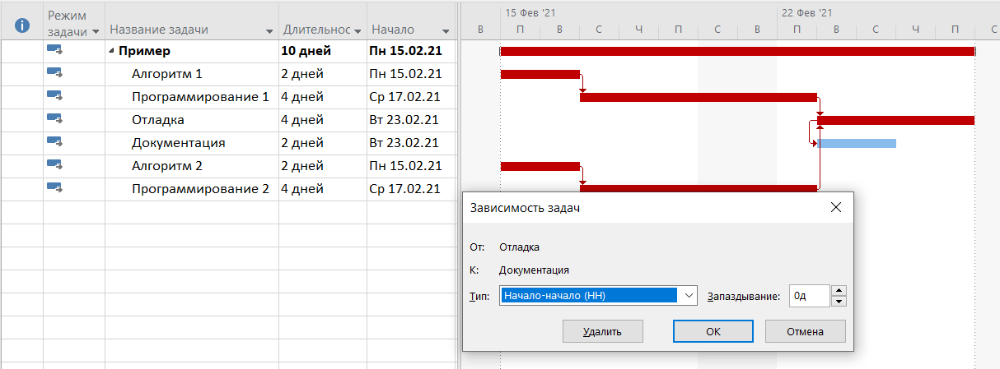 15 Фев '21 22 Фев '21
Режим задачи Название задачи Длительнос Начало
В П В С Ч П С В П В С Ч П С
Пример 10 дней Пн 15.02.21
Алгоритм 1 2 дней Пн 15.02.21
Программирование 1 4 дней Ср 17.02.21
Отладка 4 дней Вт 23.02.21
Документация 2 дней Вт 23.02.21
Алгоритм 2 2 дней Пн 15.02.21
Программирование 2 4 дней Ср 17.02.21
Зависимость задач
От: Отладка
К: Документация
Тип: Начало-начало (НН) Запаздывание: 0д
Удалить ОК Отмена